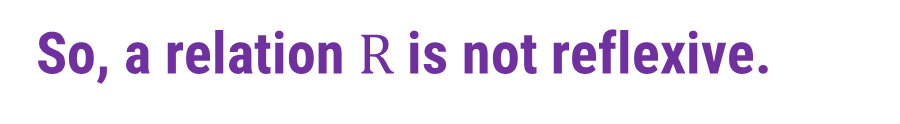 So, a relation R is not reflexive.